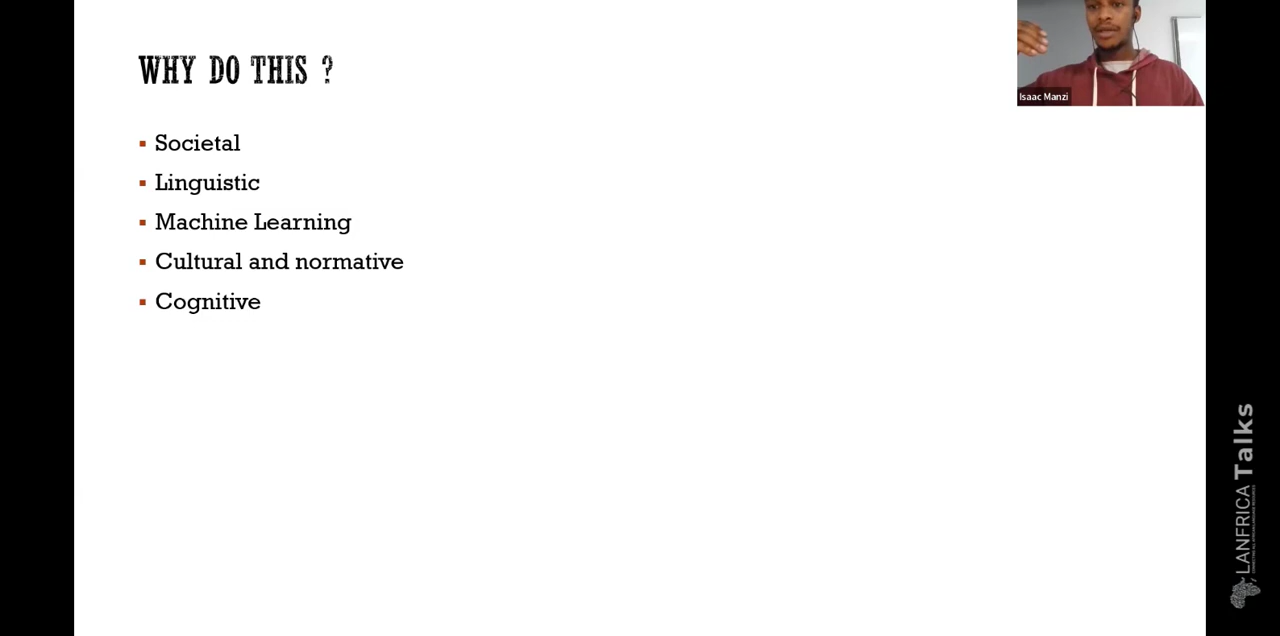 WHY DO THIS ?
Isaac Manzi
Societal
Linguistic
Machine Learning
Cultural and normative
Cognitive
LANFRICA Talks